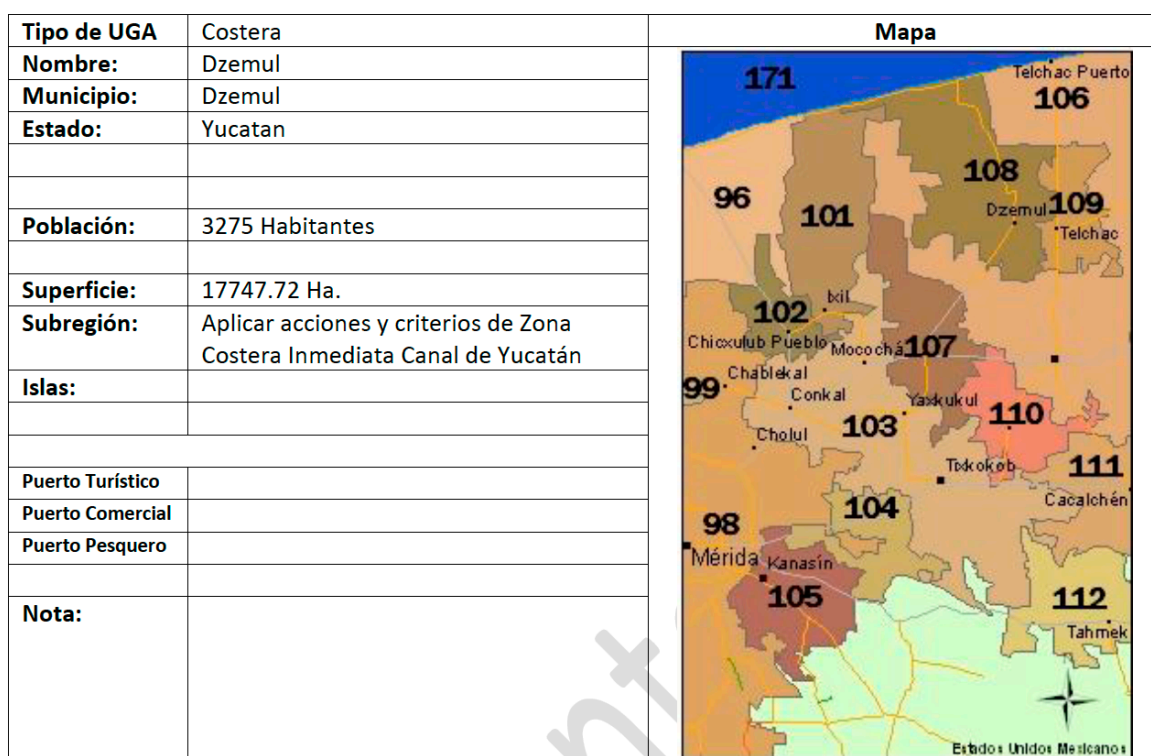 Tipo de UGA Costera Mapa
Nombre: Dzemul
Municipio: Dzemul
Estado: Yucatan
Población: 3275 Habitantes
Superficie: 17747.72 Ha.
Subregión: Aplicar acciones y criterios de Zona
Costera Inmediata Canal de Yucatán
Islas:
Puerto Turístico
Puerto Comercial
Puerto Pesquero
Nota:
171
Telchac Puerto
106
108
96
101
Dzemul
109
Telchac
Ixil
102
Chicxulub Pueblo
Mocochá
107
Chablekal
99
Conkal
Yaxkukul
110
103
Cholul
Tixkokob
111
Cacalchén
104
98
Mérida
Kanasín
105
112
Tahmek
Estados Unidos Mexicanos